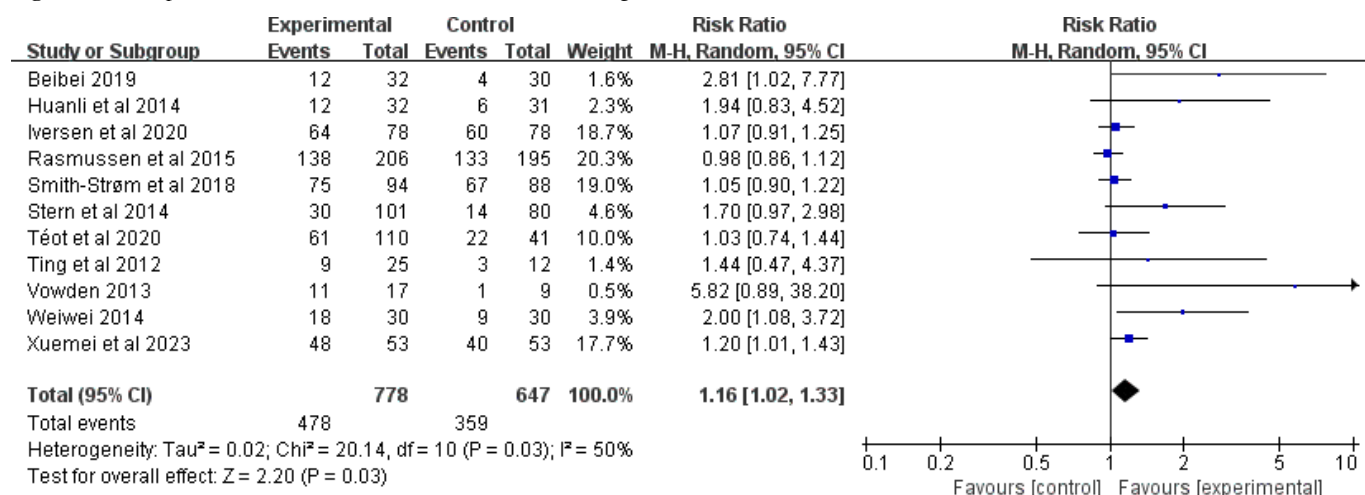 Experimental Control Risk Ratio Risk Ratio
Study or Subgroup Events Total Events Total Weight M-H, Random, 95% CI M-H, Random, 95% CI
Beibei 2019 12 32 4 30 1.6% 2.81 [1.02, 7.77]
Huanli et al 2014 12 32 6 31 2.3% 1.94 [0.83, 4.52]
Iversen et al 2020 64 78 60 78 18.7% 1.07 [0.91, 1.25]
Rasmussen et al 2015 138 206 133 195 20.3% 0.98 [0.86, 1.12]
Smith-Strøm et al 2018 75 94 67 88 19.0% 1.05 [0.90, 1.22]
Stern et al 2014 30 101 14 80 4.6% 1.70 [0.97, 2.98]
Téot et al 2020 61 110 22 41 10.0% 1.03 [0.74, 1.44]
Ting et al 2012 9 25 3 12 1.4% 1.44 [0.47, 4.37]
Vowden 2013 11 17 1 9 0.5% 5.82 [0.89, 38.20]
Weiwei 2014 18 30 9 30 3.9% 2.00 [1.08, 3.72]
Xuemei et al 2023 48 53 40 53 17.7% 1.20 [1.01, 1.43]
Total (95% CI) 778 647 100.0% 1.16 [1.02, 1.33]
Total events 478 359
Heterogeneity: Tau² = 0.02; Chi² = 20.14, df = 10 (P = 0.03); I² = 50%
Test for overall effect: Z = 2.20 (P = 0.03)
0.1 0.2 0.5 1 2 5 10
Favours [control] Favours [experimental]